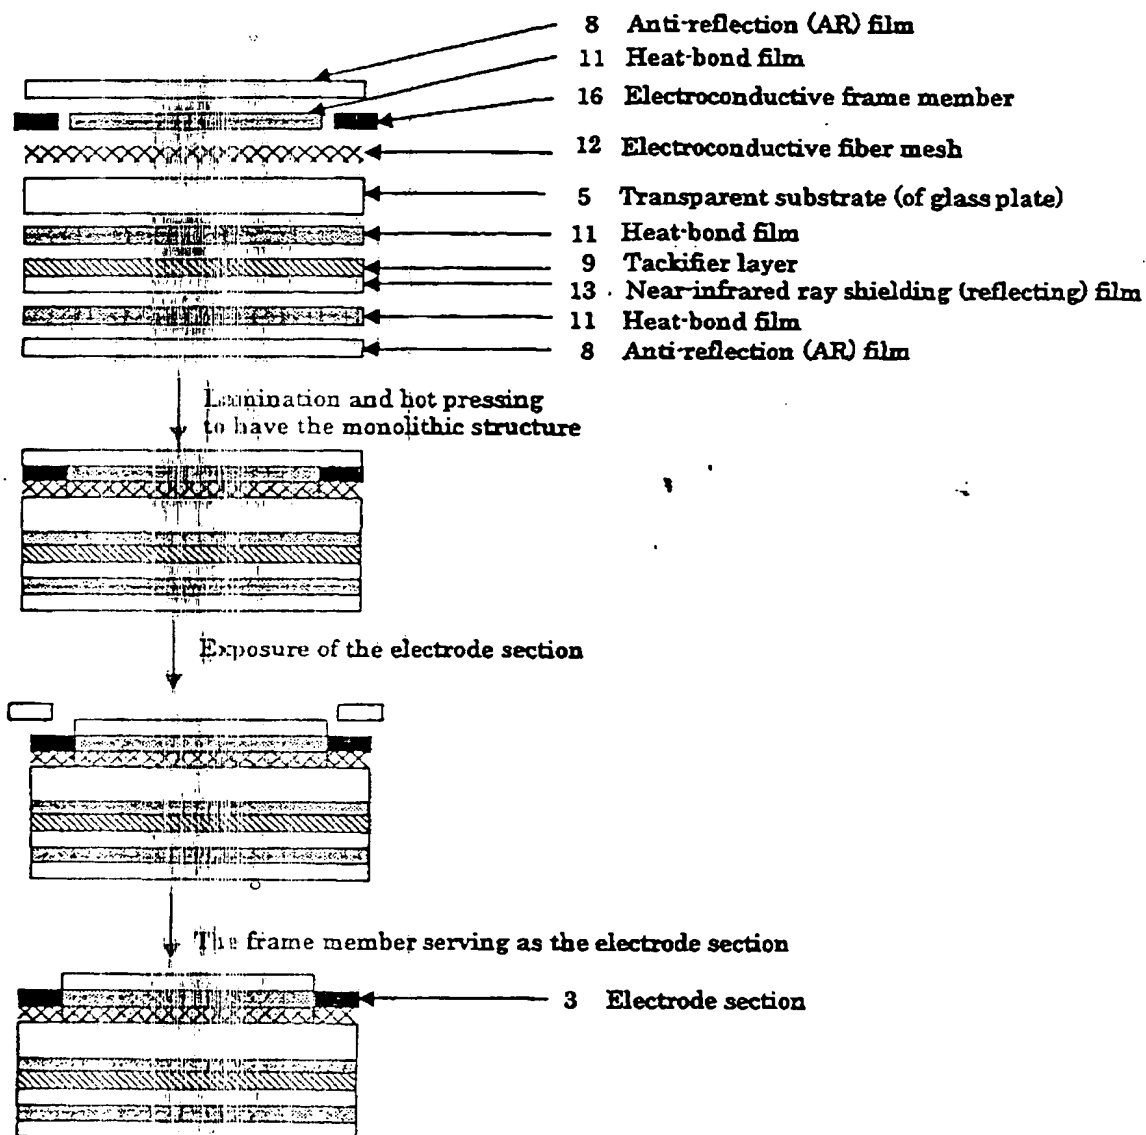 8 Anti-reflection (AR) film
11 Heat-bond film
16 Electroconductive frame member
12 Electroconductive fiber mesh
5 Transparent substrate (of glass plate)
11 Heat-bond film
9 Tackifier layer
13 Near-infrared ray shielding (reflecting) film
11 Heat-bond film
8 Anti-reflection (AR) film
Lamination and hot pressing
to have the monolithic structure
Exposure of the electrode section
The frame member serving as the electrode section
3 Electrode section